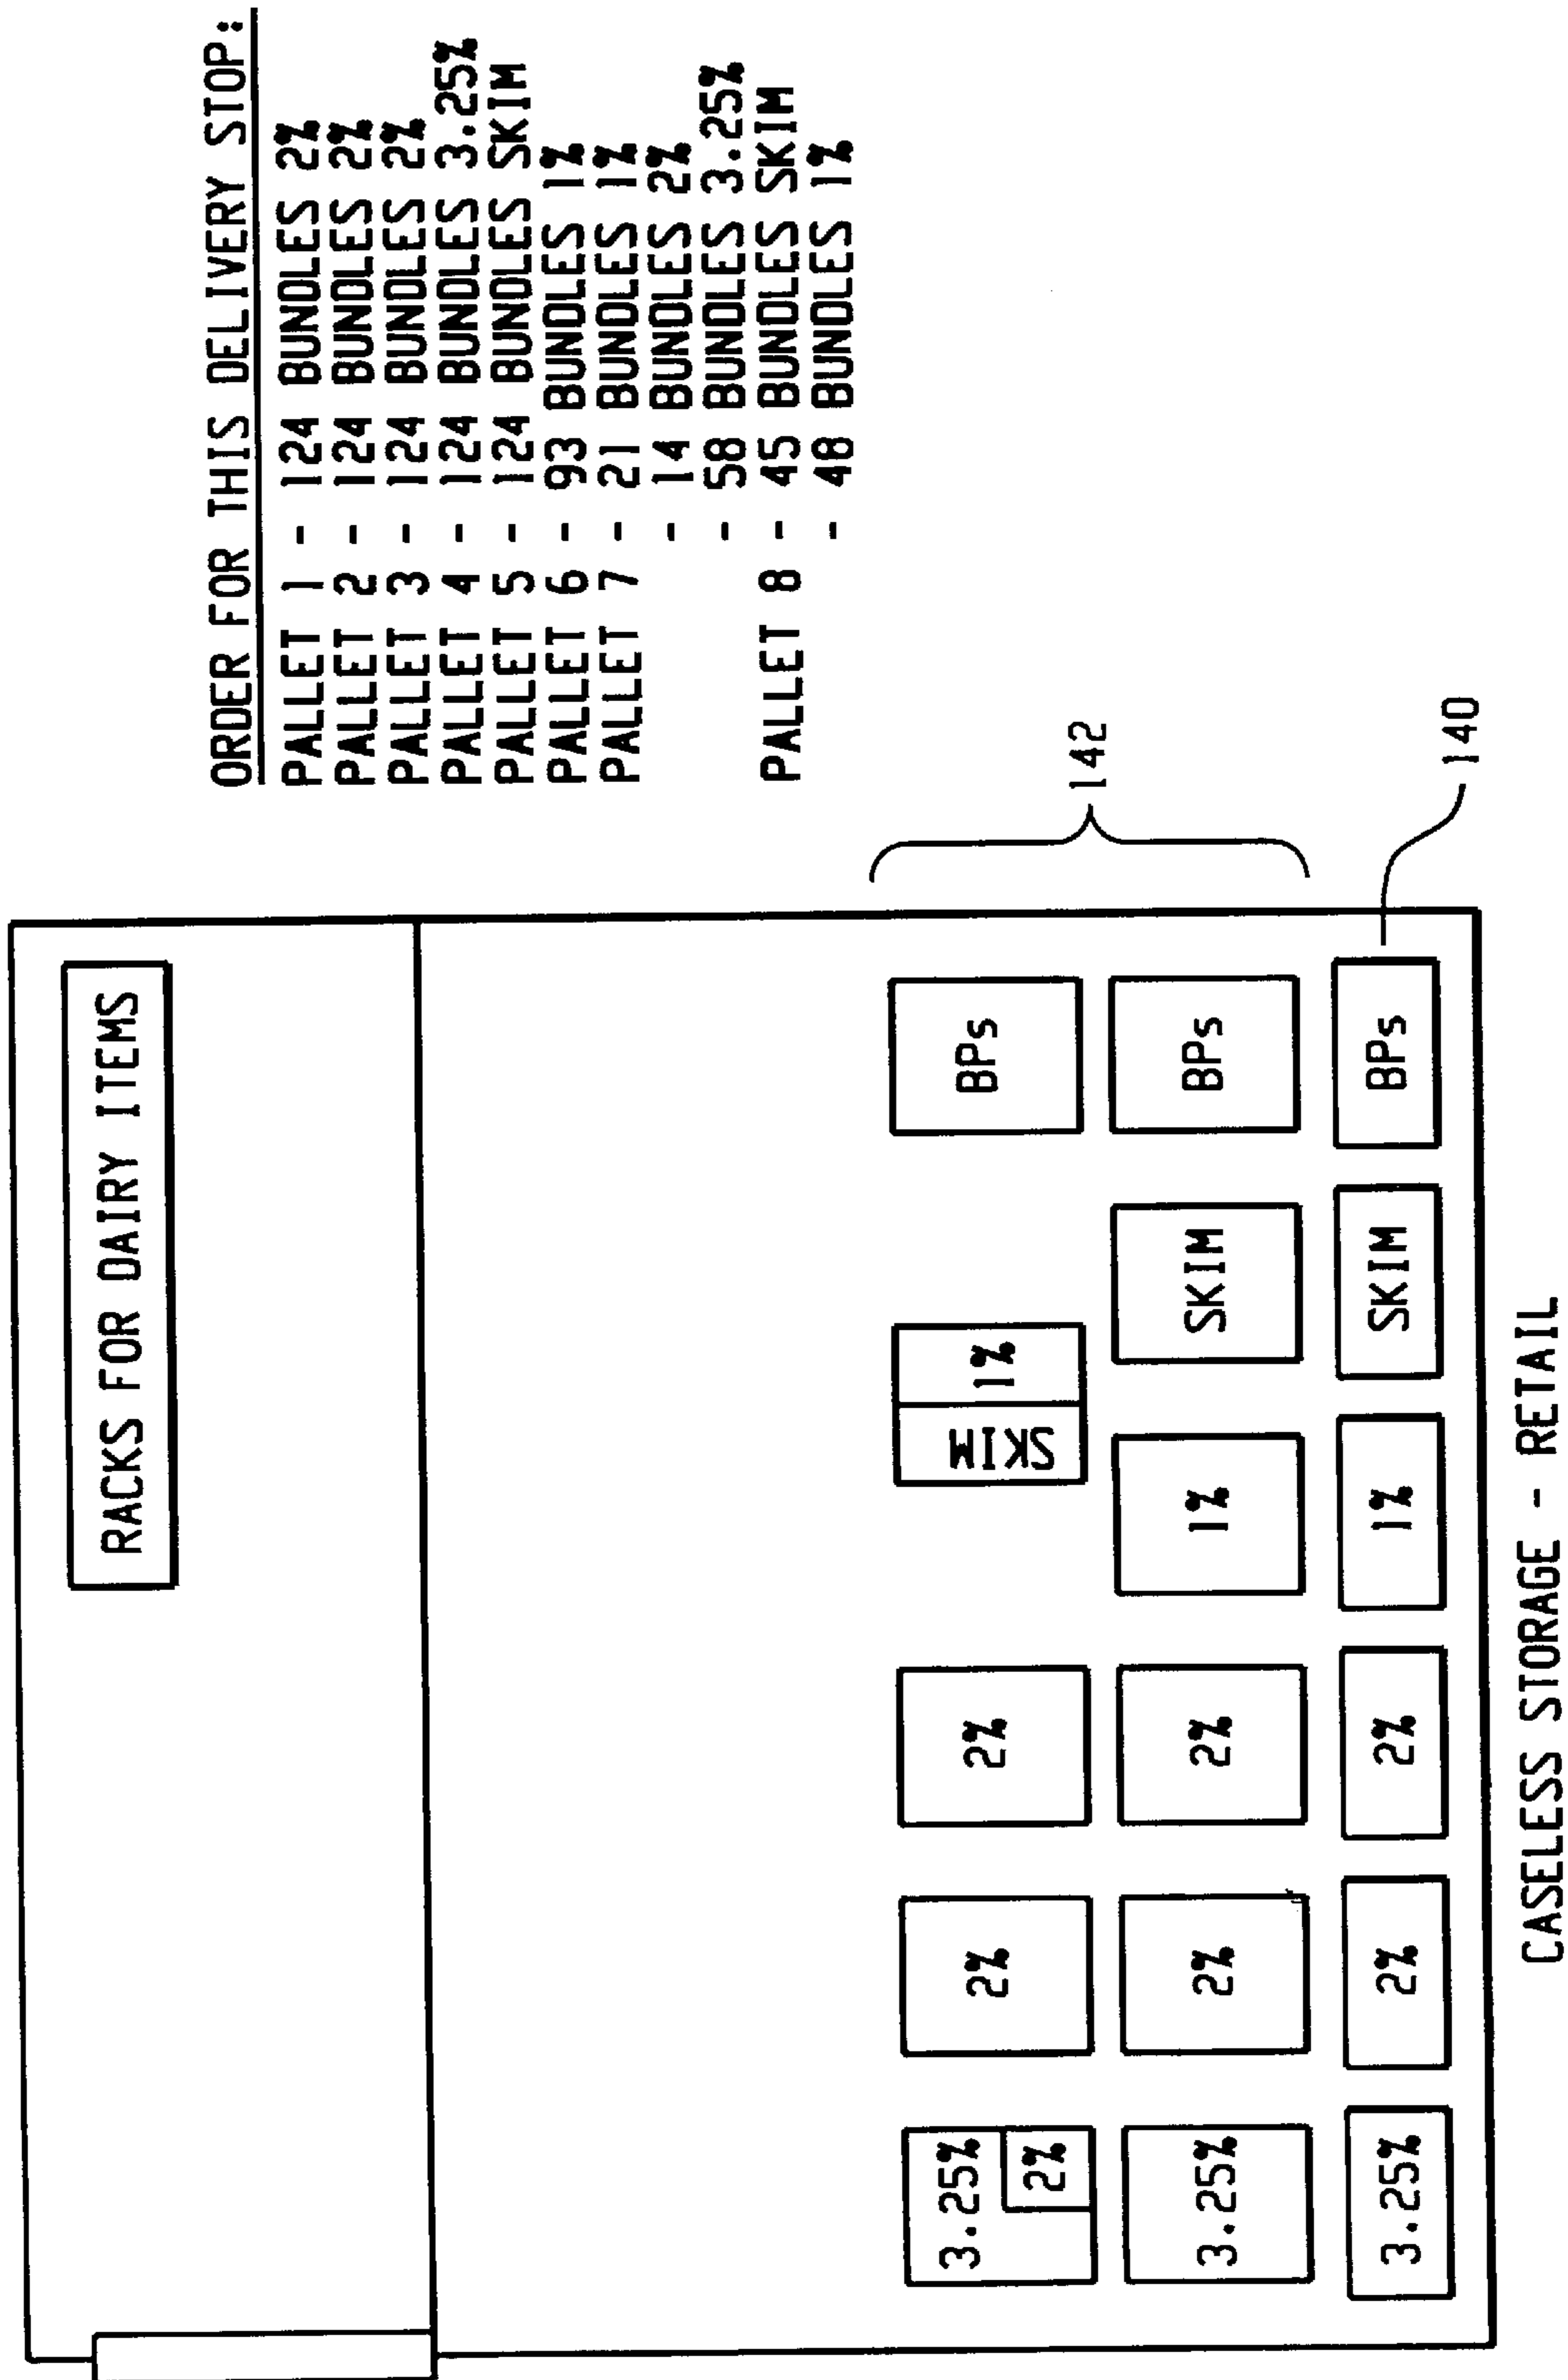 ORDER FOR THIS DELIVERY STOP:
PALLET 1 - 124 BUNDLES 2%
PALLET 2 - 124 BUNDLES 2%
PALLET 3 - 124 BUNDLES 2%
PALLET 4 - 124 BUNDLES 3.25%
PALLET 5 - 124 BUNDLES SKIM
PALLET 6 - 93 BUNDLES 1%
PALLET 7 - 21 BUNDLES 1%
- 14 BUNDLES 2%
- 58 BUNDLES 3.25%
PALLET 8 - 45 BUNDLES SKIM
- 48 BUNDLES 1%
RACKS FOR DAIRY ITEMS
3.25% 2% 2% 2% SKIM 1% BPs
142
3.25% 2% 2% 1% SKIM BPs
3.25% 2% 2% 1% SKIM BPs
140
CASELESS STORAGE - RETAIL